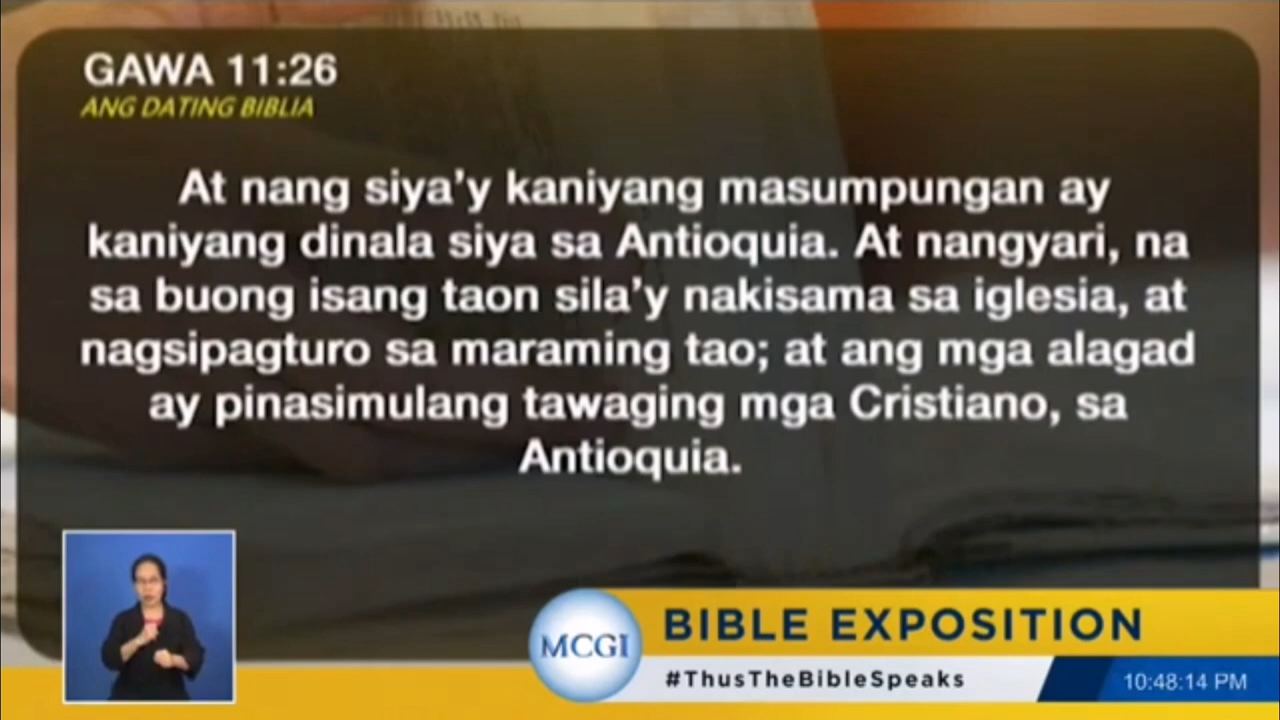 GAWA 11:26
ANG DATING BIBLIA
At nang siya’y kaniyang masumpungan ay
kaniyang dinala siya sa Antioquia. At nangyari, na
sa buong isang taon sila’y nakisama sa iglesia, at
nagsipagturo sa maraming tao; at ang mga alagad
ay pinasimulang tawaging mga Cristiano, sa
Antioquia.
MCGI
BIBLE EXPOSITION
#ThusTheBibleSpeaks
10:48:14 PM